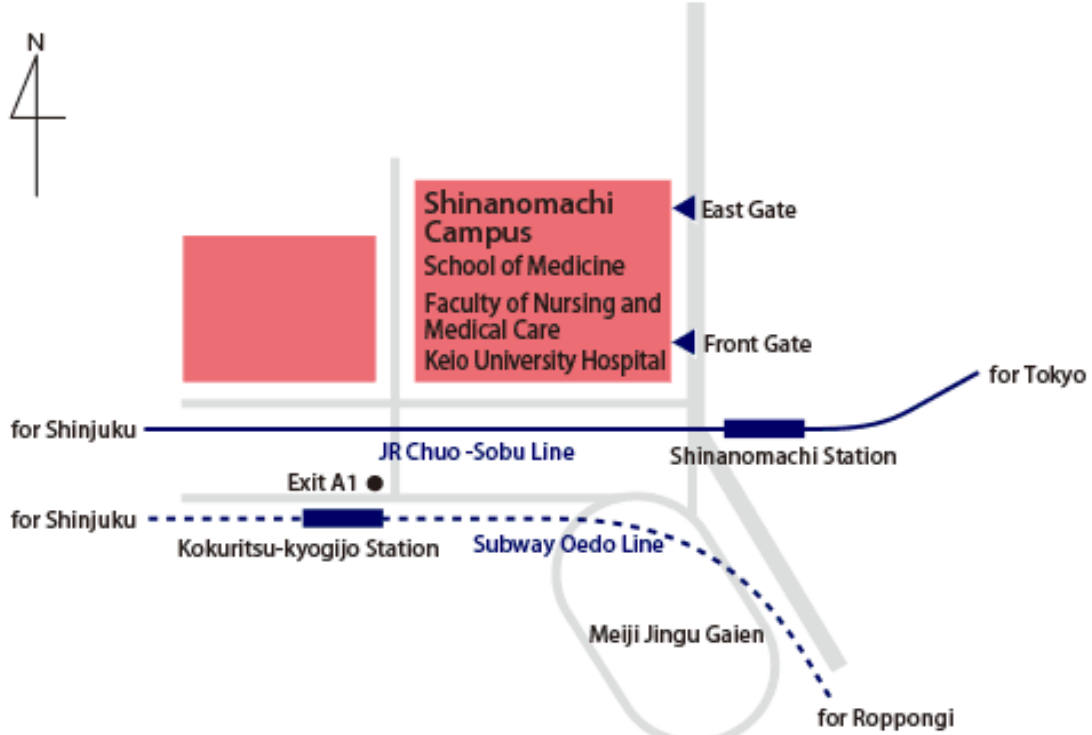 N
Shinanomachi
Campus
School of Medicine
Faculty of Nursing and
Medical Care
Keio University Hospital
East Gate
Front Gate
for Tokyo
for Shinjuku
JR Chuo -Sobu Line
Shinanomachi Station
Exit A1
for Shinjuku
Kokuritsu-kyogijo Station
Subway Oedo Line
Meiji Jingu Gaien
for Roppongi